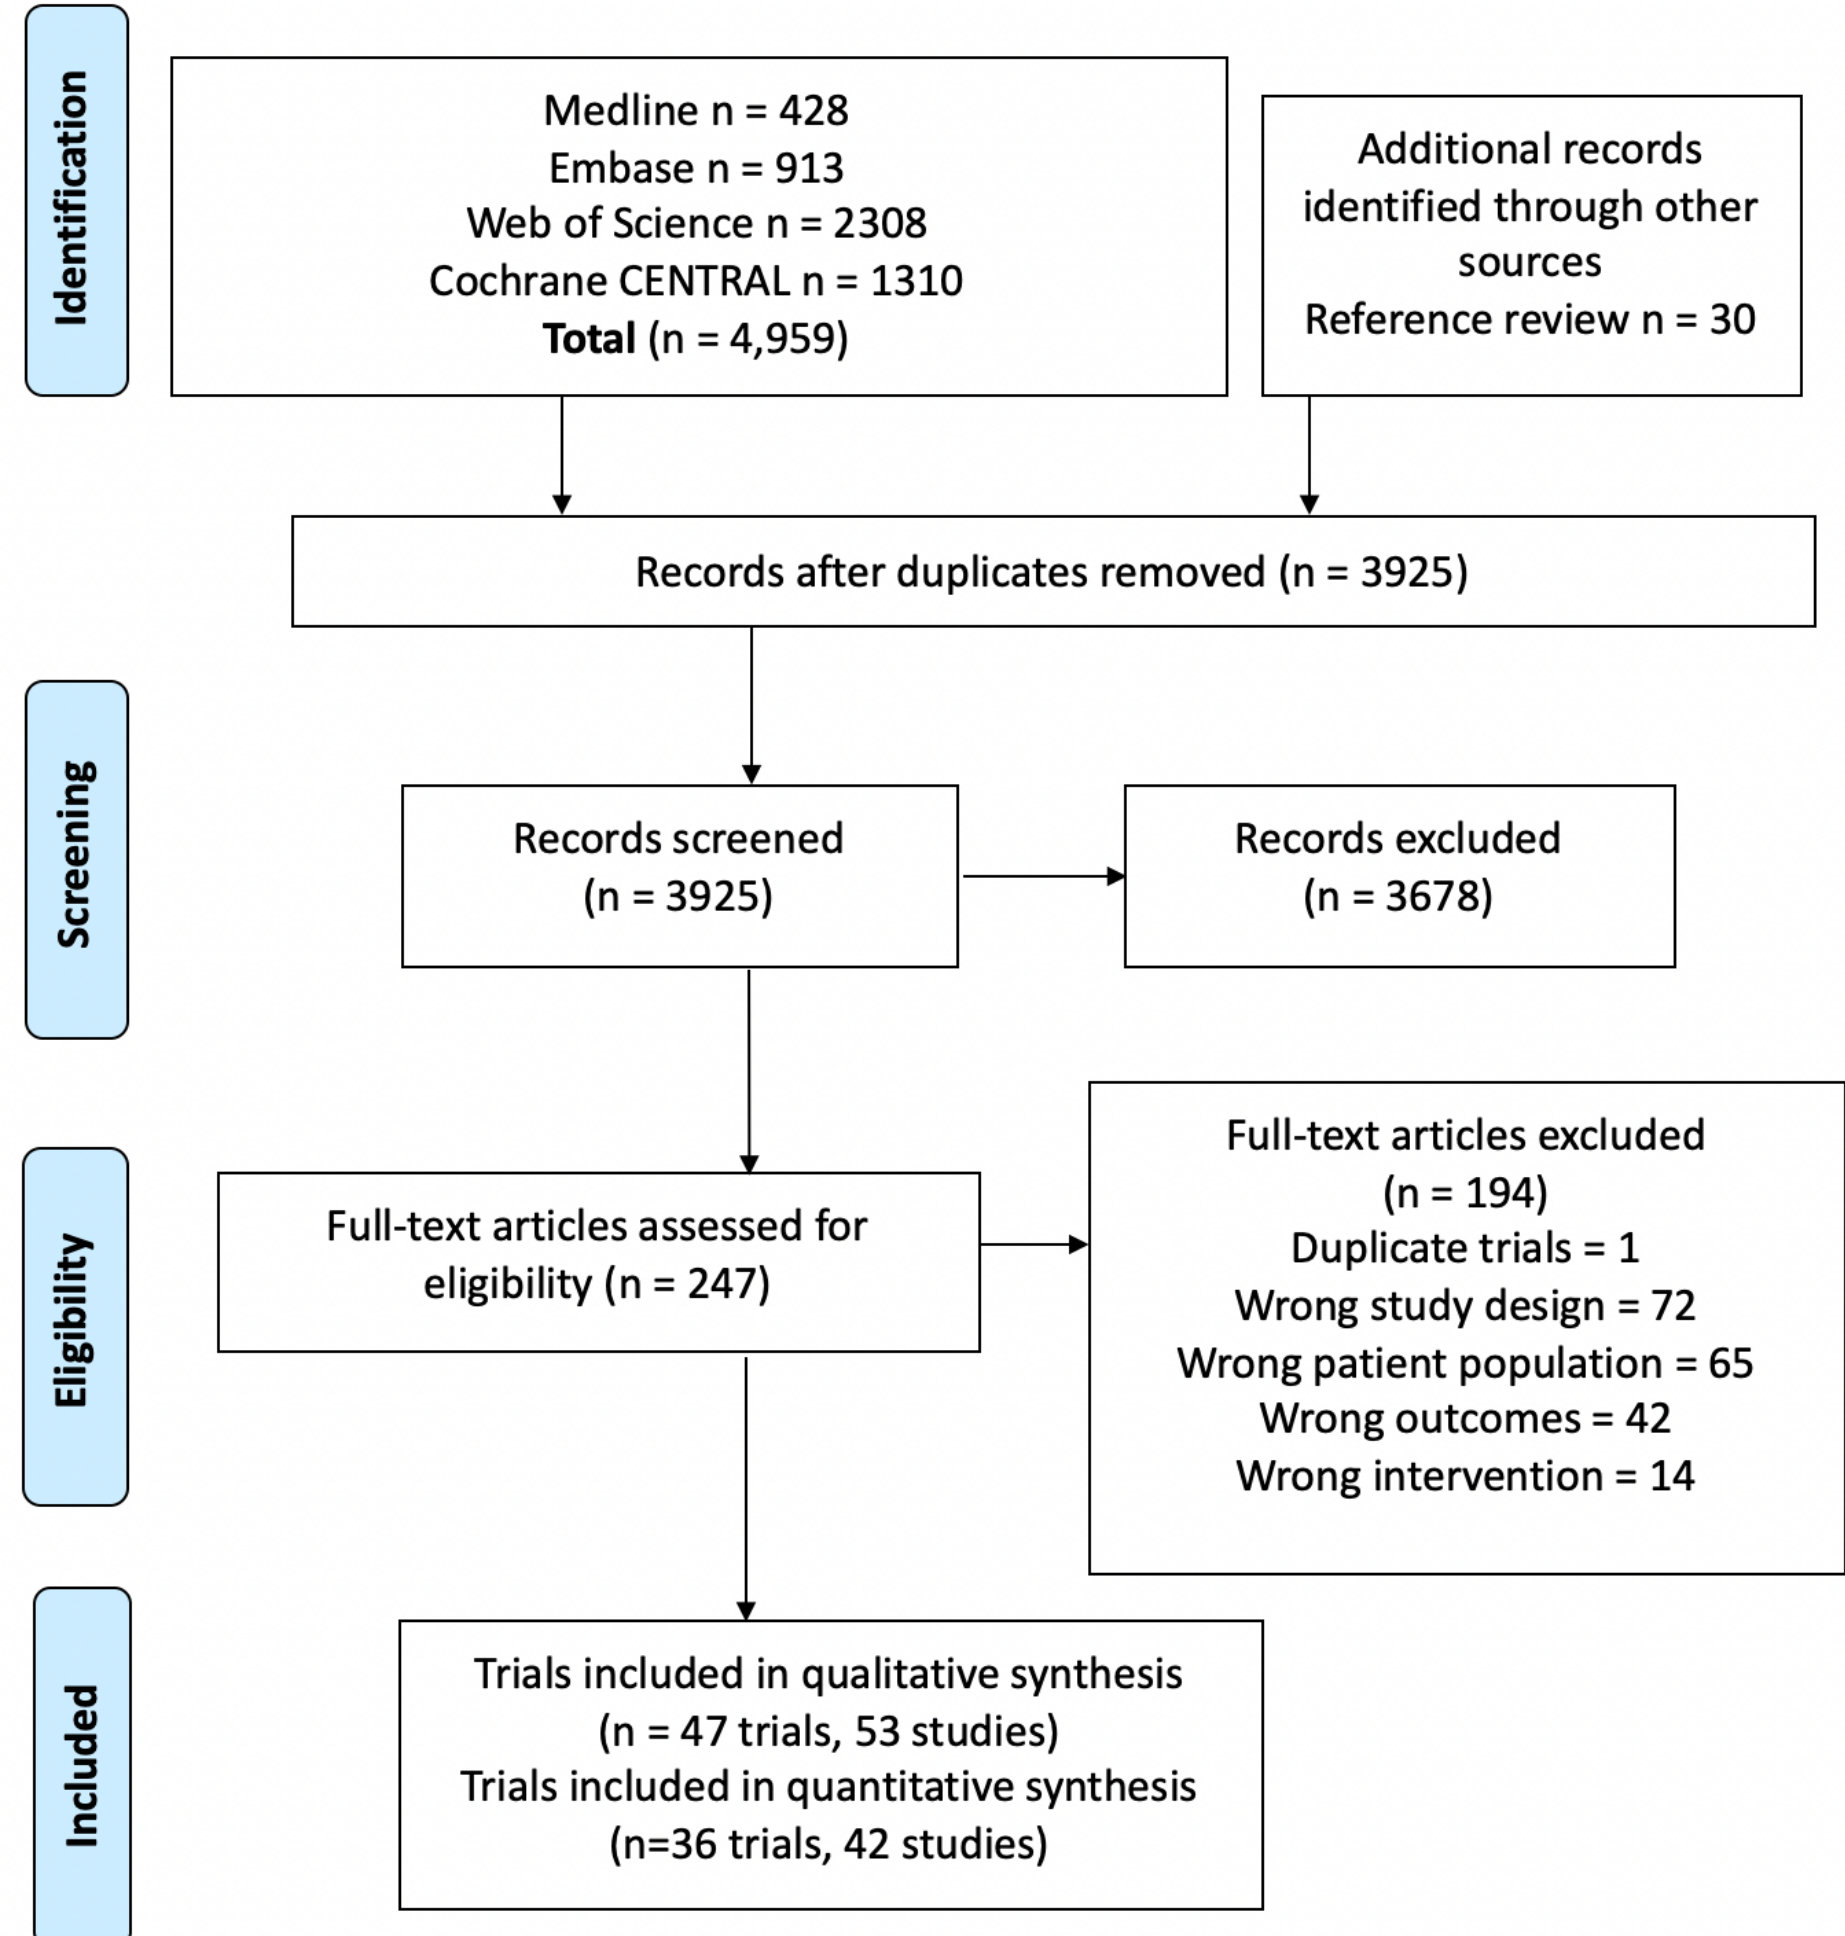 Identification
Medline n = 428
Embase n = 913
Web of Science n = 2308
Cochrane CENTRAL n = 1310
Total (n = 4,959)
Additional records
identified through other
sources
Reference review n = 30
Records after duplicates removed (n = 3925)
Screening
Records screened
(n = 3925)
Records excluded
(n = 3678)
Eligibility
Full-text articles assessed for
eligibility (n = 247)
Full-text articles excluded
(n = 194)
Duplicate trials = 1
Wrong study design = 72
Wrong patient population = 65
Wrong outcomes = 42
Wrong intervention = 14
Included
Trials included in qualitative synthesis
(n = 47 trials, 53 studies)
Trials included in quantitative synthesis
(n=36 trials, 42 studies)